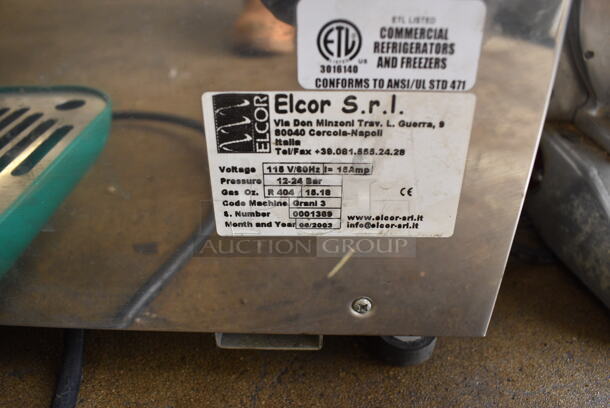 ETL LISTED
COMMERCIAL
REFRIGERATORS
AND FREEZERS
ETL
LISTED
US
3016140
CONFORMS TO ANSI/UL STD 471
ELCOR
Elcor S.r.l.
Via Don Minzoni Trav. L. Guerra, 9
80040 Cercola-Napoli
Italia
Tel/Fax +39.081.555.24.28
Voltage 115 V/60Hz I= 15Amp
Pressure 12-24 Bar
Gas Oz. R 404 15.18
Code Machine Grani 3
S. Number 0001389
Month and Year 06/2003
CE
www.elcor-srl.it
info@elcor-srl.it
AUCTION GROUP